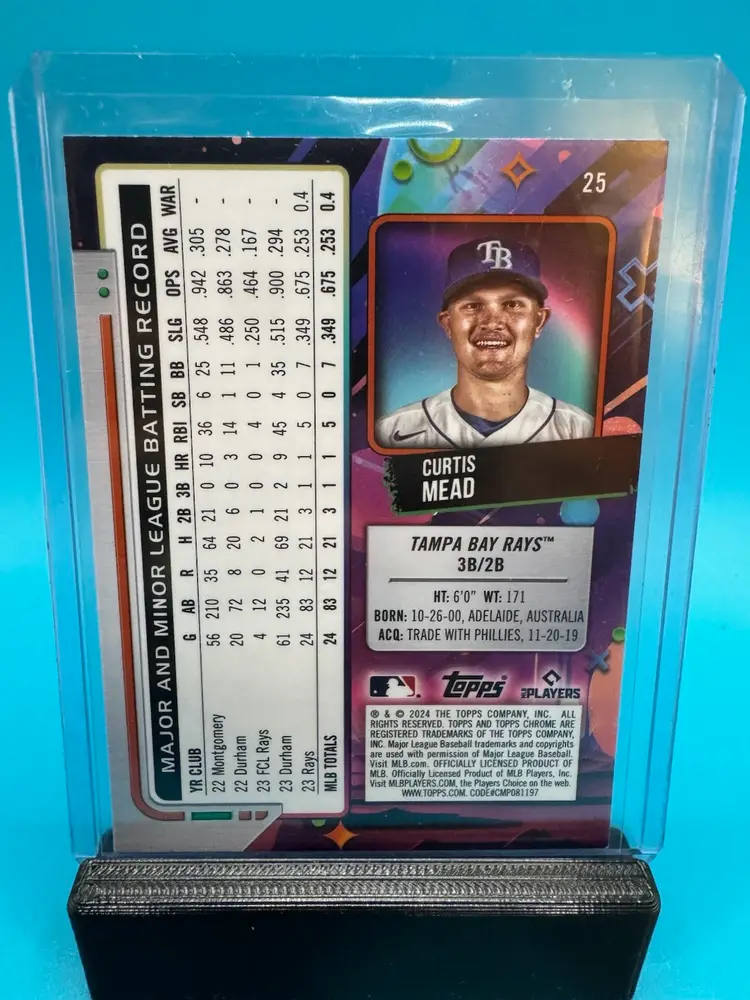 MAJOR AND MINOR LEAGUE BATTING RECORD
YR CLUB G AB R H 2B 3B HR RBI SB BB SLG OPS AVG WAR
22 Montgomery 56 210 35 64 21 0 10 36 6 25 .548 .942 .305 -
22 Durham 20 72 8 20 6 0 3 14 1 11 .486 .863 .278 -
23 FCL Rays 4 12 0 2 1 0 0 4 0 1 .250 .464 .167 -
23 Durham 61 235 41 69 21 2 9 45 4 35 .515 .900 .294 -
23 Rays 24 83 12 21 3 1 1 5 0 7 .349 .675 .253 0.4
MLB TOTALS 24 83 12 21 3 1 1 5 0 7 .349 .675 .253 0.4
25
TB
CURTIS
MEAD
TAMPA BAY RAYS™
3B/2B
HT: 6'0" WT: 171
BORN: 10-26-00, ADELAIDE, AUSTRALIA
ACQ: TRADE WITH PHILLIES, 11-20-19
Topps
MLB PLAYERS
® & © 2024 THE TOPPS COMPANY, INC. ALL
RIGHTS RESERVED. TOPPS AND TOPPS CHROME ARE
REGISTERED TRADEMARKS OF THE TOPPS COMPANY,
INC. Major League Baseball trademarks and copyrights
are used with permission of Major League Baseball.
Visit MLB.com. OFFICIALLY LICENSED PRODUCT OF
MLB. Officially Licensed Product of MLB Players, Inc.
Visit MLBPLAYERS.COM, the Players Choice on the web.
WWW.TOPPS.COM. CODE#CMP081197